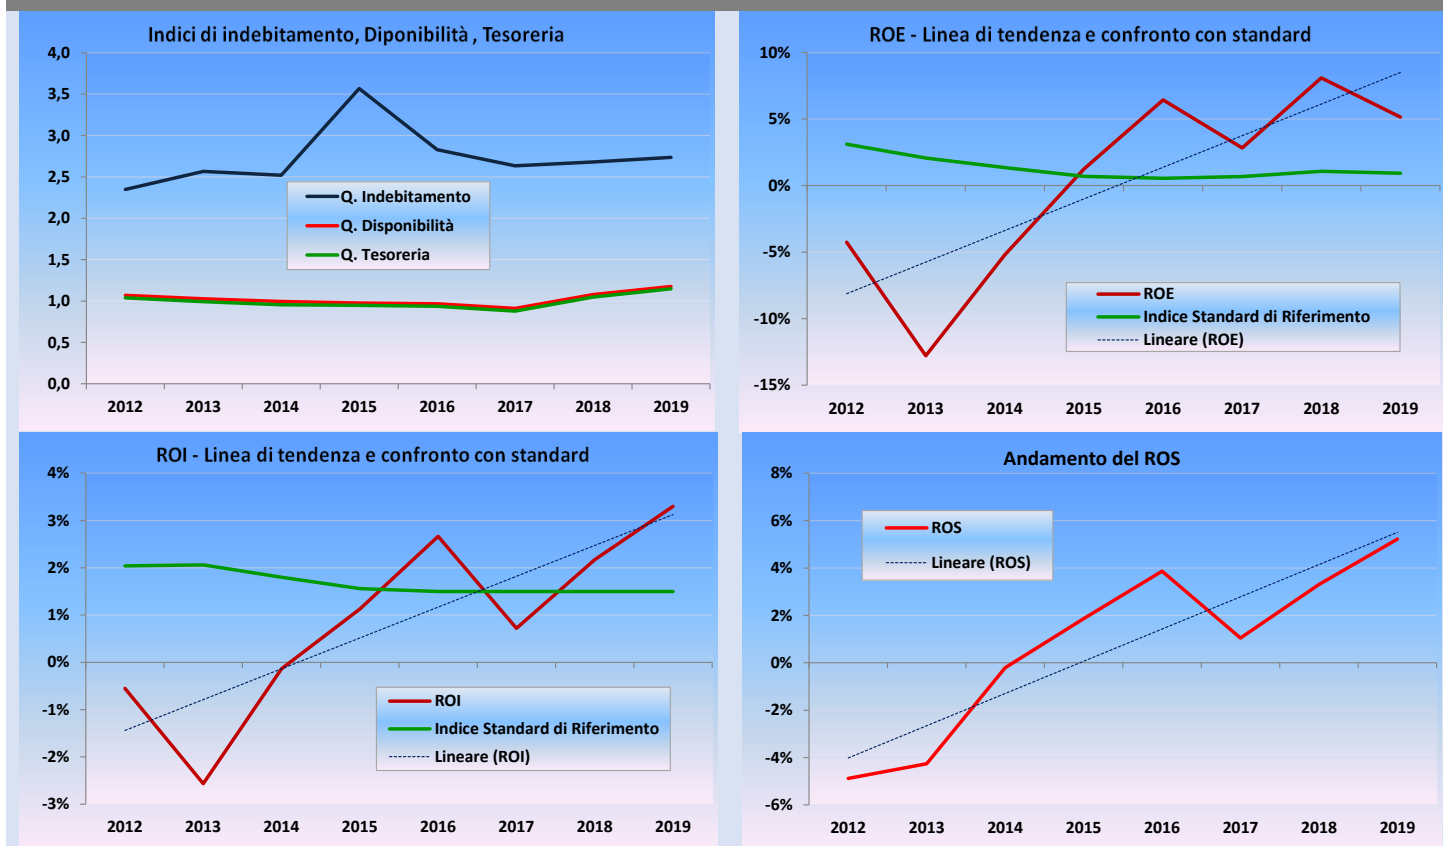 Indici di indebitamento, Diponibilità , Tesoreria
4,0
3,5
3,0
2,5
2,0
1,5
1,0
0,5
0,0
Q. Indebitamento
Q. Disponibilità
Q. Tesoreria
2012 2013 2014 2015 2016 2017 2018 2019
ROE - Linea di tendenza e confronto con standard
10%
5%
0%
-5%
-10%
-15%
ROE
Indice Standard di Riferimento
Lineare (ROE)
2012 2013 2014 2015 2016 2017 2018 2019
ROI - Linea di tendenza e confronto con standard
4%
3%
2%
1%
0%
-1%
-2%
-3%
ROI
Indice Standard di Riferimento
Lineare (ROI)
2012 2013 2014 2015 2016 2017 2018 2019
Andamento del ROS
8%
6%
4%
2%
0%
-2%
-4%
-6%
ROS
Lineare (ROS)
2012 2013 2014 2015 2016 2017 2018 2019